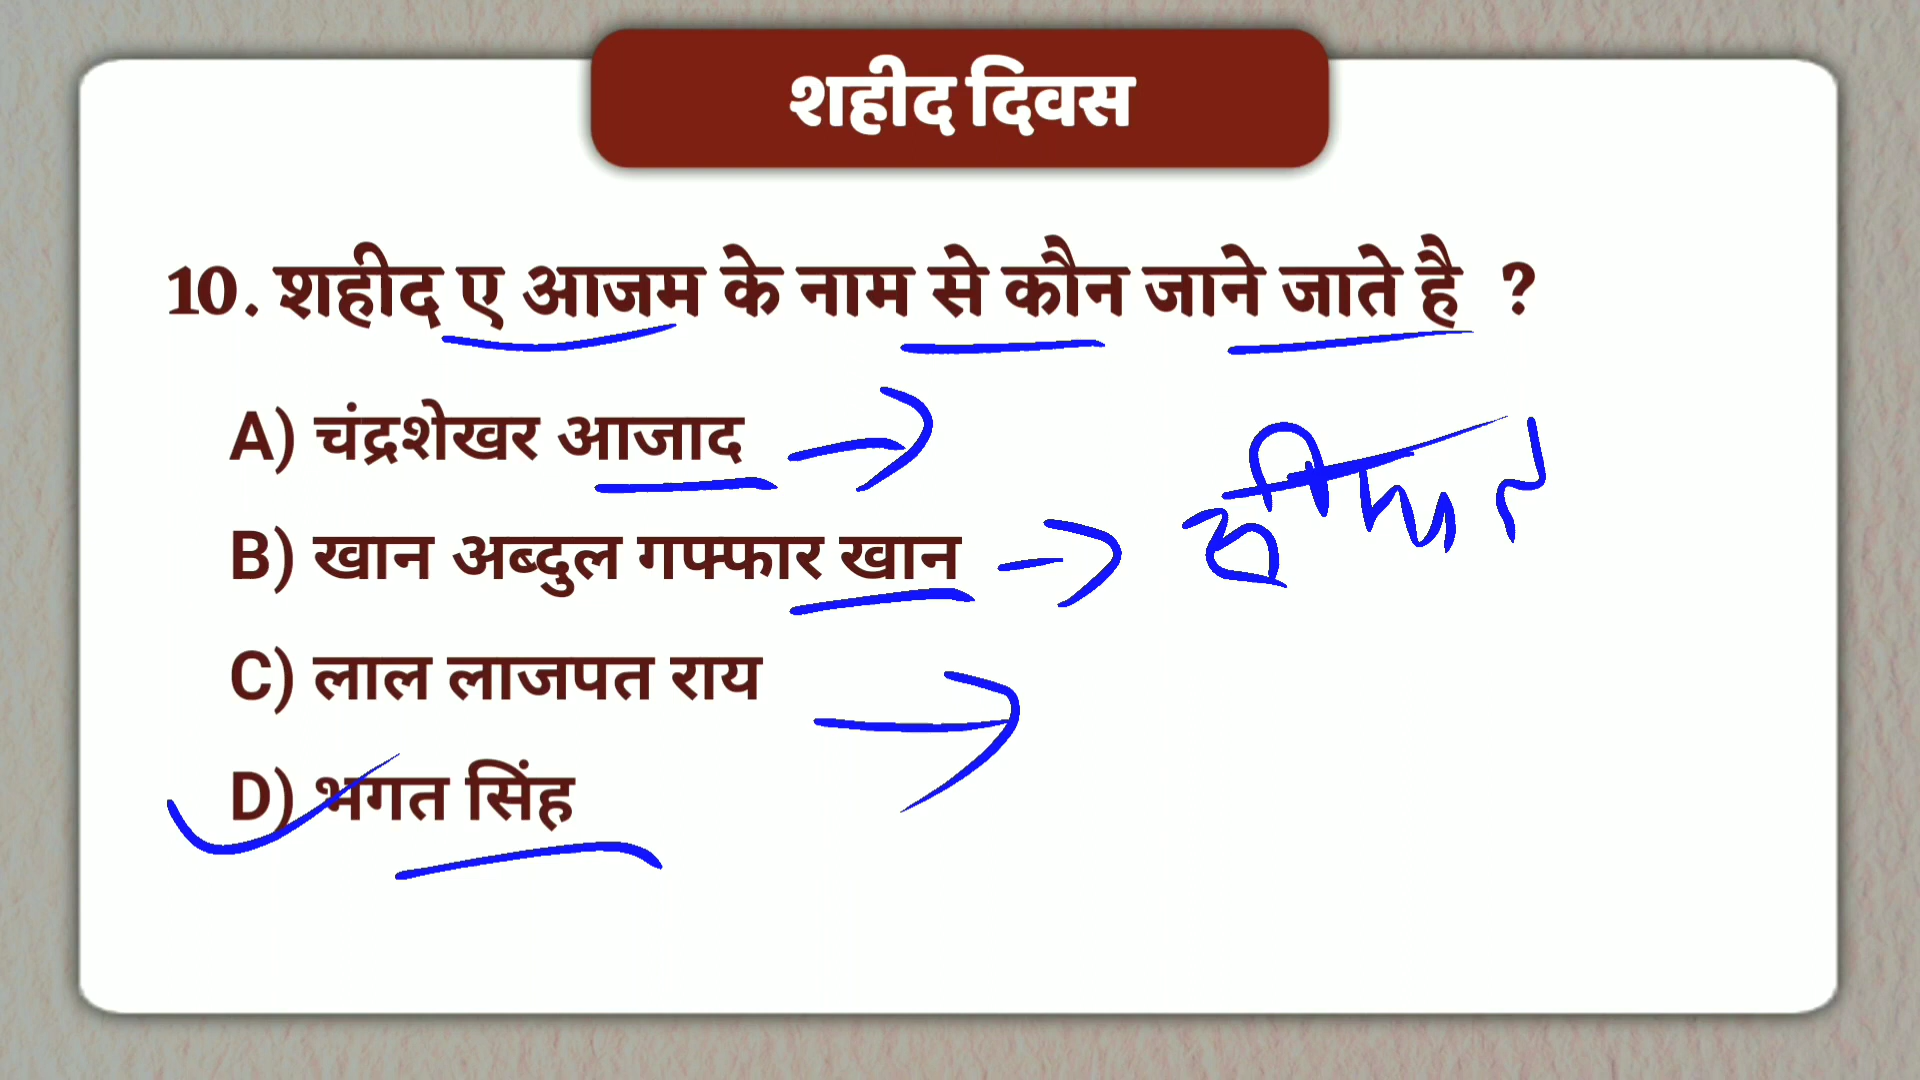 शहीद दिवस
10. शहीद ए आजम के नाम से कौन जाने जाते है ?
A) चंद्रशेखर आजाद
B) खान अब्दुल गफ्फार खान
C) लाल लाजपत राय
D) भगत सिंह